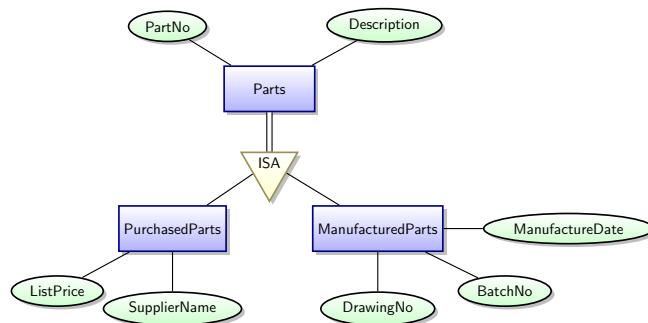 PartNo
Description
Parts
ISA
PurchasedParts
ManufacturedParts
ManufactureDate
ListPrice
SupplierName
DrawingNo
BatchNo